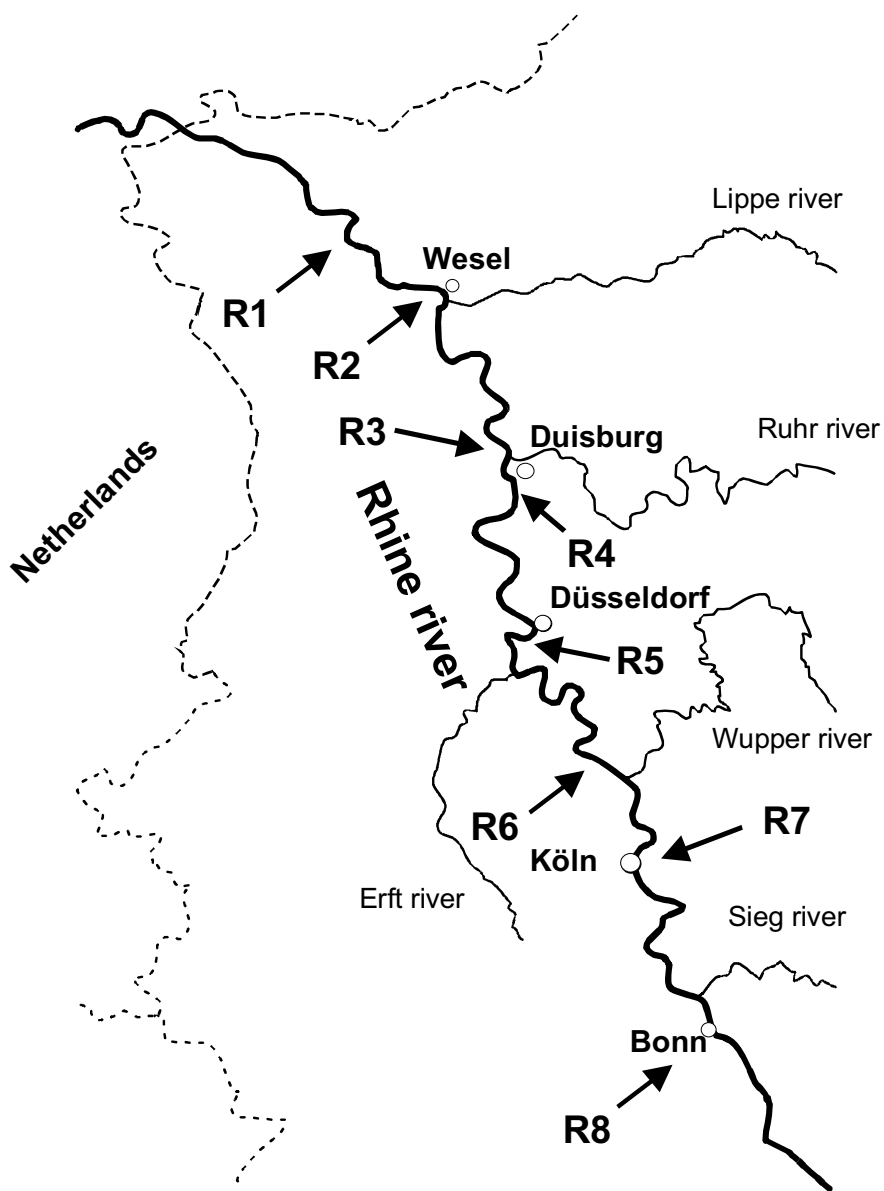 Lippe river
Wesel
R1
R2
R3
Duisburg
Ruhr river
Netherlands
Rhine river
R4
Düsseldorf
R5
Wupper river
R6
R7
Köln
Erft river
Sieg river
Bonn
R8